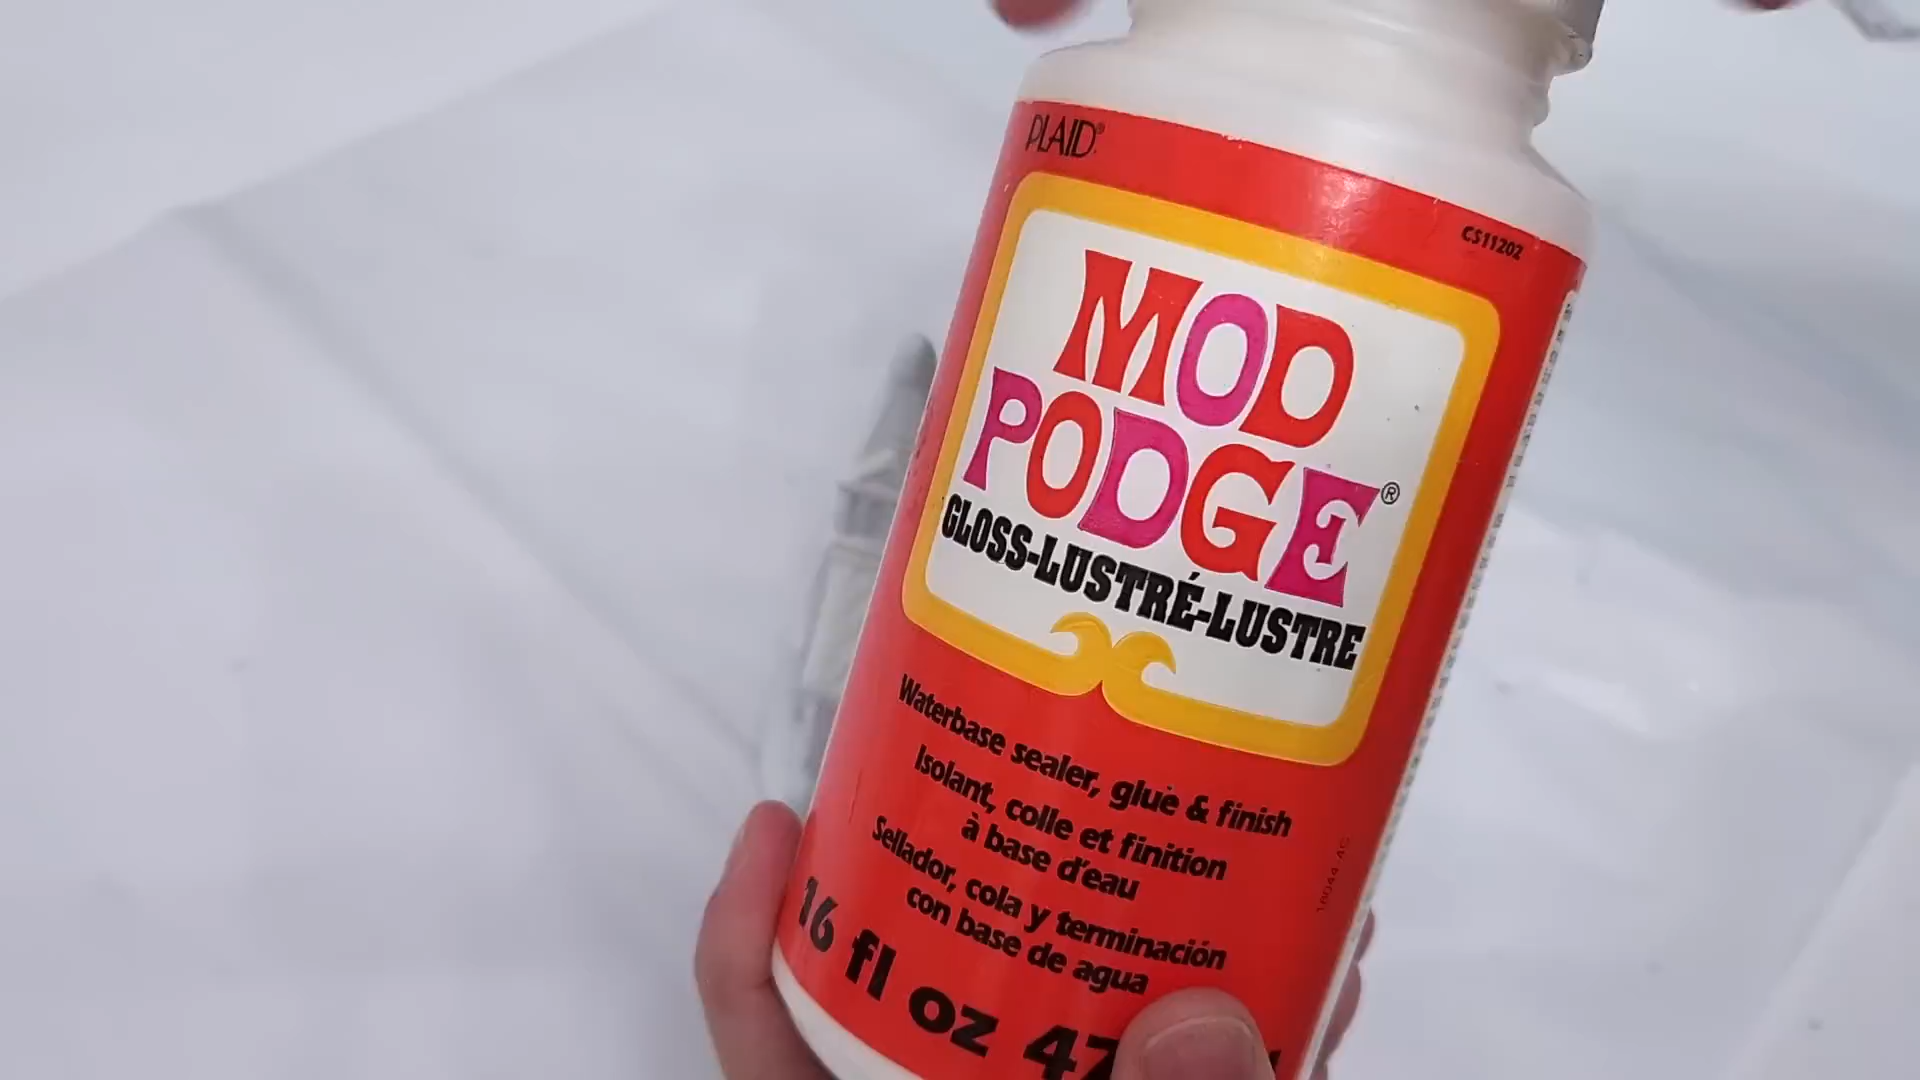 PLAID®
CS11202
MOD
PODGE®
GLOSS-LUSTRÉ-LUSTRE
Waterbase sealer, glue & finish
Isolant, colle et finition
à base d'eau
Sellador, cola y terminación
con base de agua
16 fl oz 47